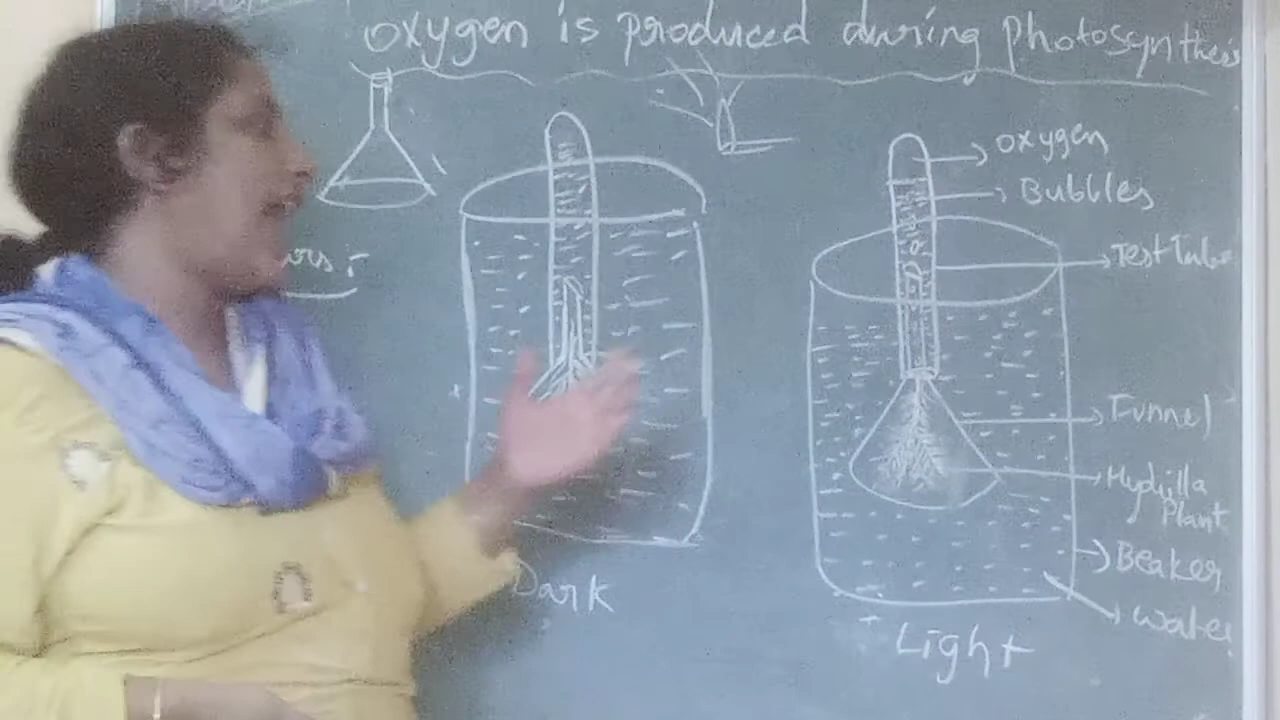 oxygen is produced during Photosynthesis
oxygen
Bubbles
Test Tube
Funnel
Hydrilla
Plant
Beaker
Water
Dark
Light